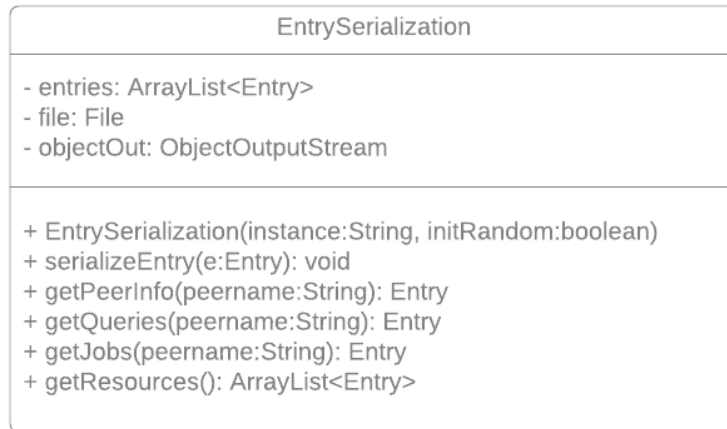 EntrySerialization
- entries: ArrayList<Entry>
- file: File
- objectOut: ObjectOutputStream
+ EntrySerialization(instance:String, initRandom:boolean)
+ serializeEntry(e:Entry): void
+ getPeerInfo(peername:String): Entry
+ getQueries(peername:String): Entry
+ getJobs(peername:String): Entry
+ getResources(): ArrayList<Entry>